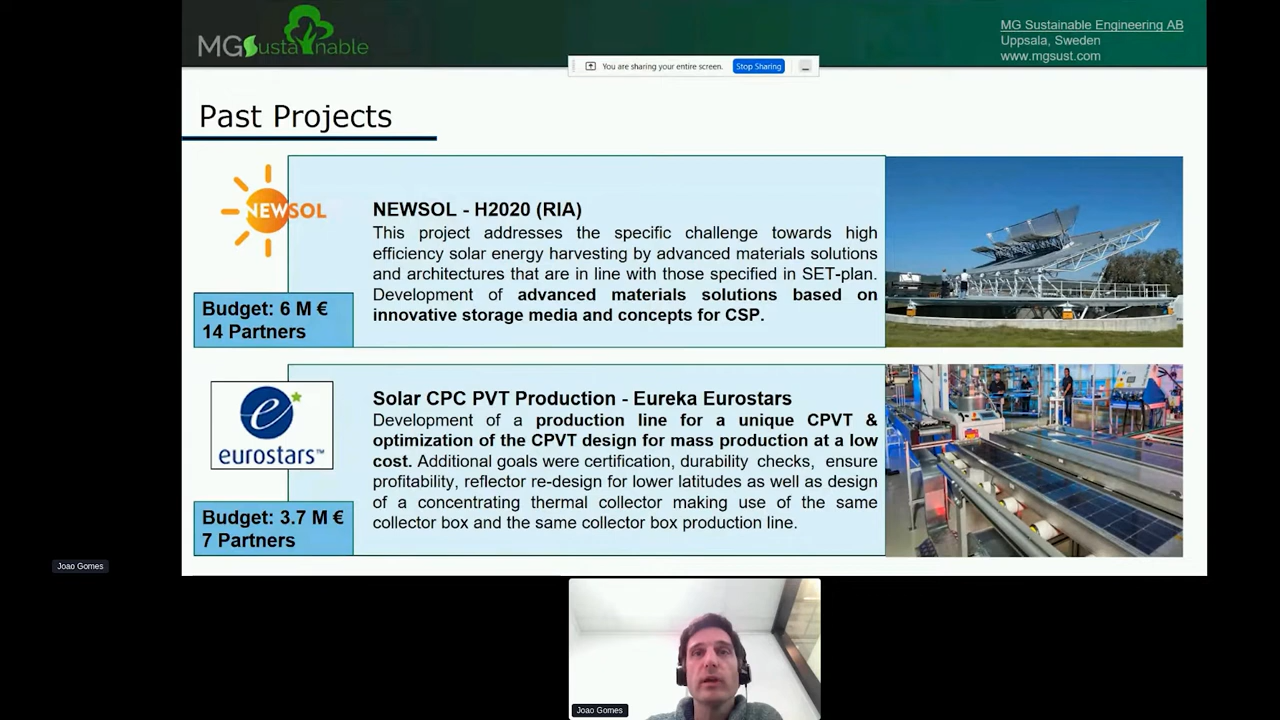 MGSustainable
MG Sustainable Engineering AB
Uppsala, Sweden
www.mgsust.com
You are sharing your entire screen.
Stop Sharing
Past Projects
NEWSOL
NEWSOL - H2020 (RIA)
This project addresses the specific challenge towards high
efficiency solar energy harvesting by advanced materials solutions
and architectures that are in line with those specified in SET-plan.
Development of advanced materials solutions based on
innovative storage media and concepts for CSP.
Budget: 6 M €
14 Partners
e
eurostars™
Solar CPC PVT Production - Eureka Eurostars
Development of a production line for a unique CPVT &
optimization of the CPVT design for mass production at a low
cost. Additional goals were certification, durability checks, ensure
profitability, reflector re-design for lower latitudes as well as design
of a concentrating thermal collector making use of the same
collector box and the same collector box production line.
Budget: 3.7 M €
7 Partners
Joao Gomes
Joao Gomes